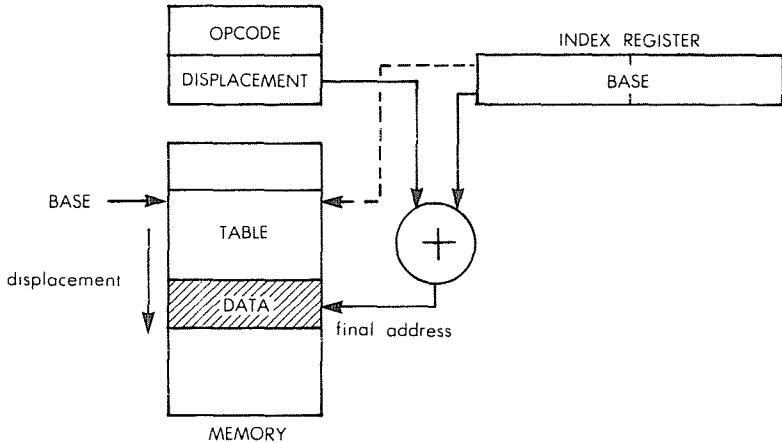 OPCODE
DISPLACEMENT
INDEX REGISTER
BASE
BASE
TABLE
displacement
DATA
final address
MEMORY